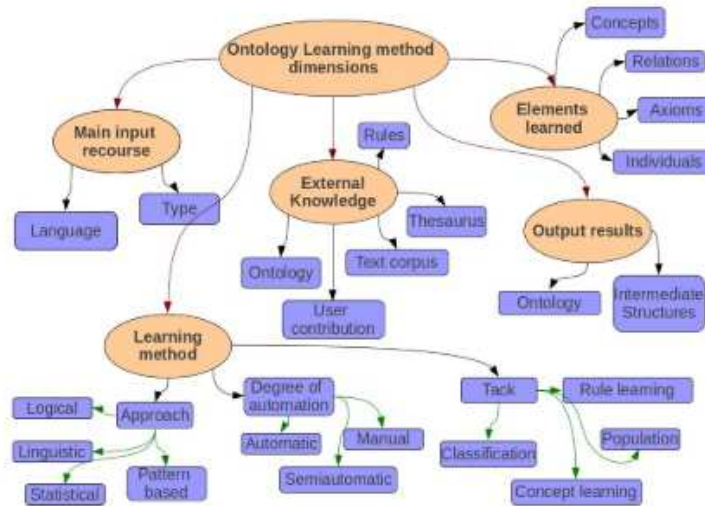 Concepts
Ontology Learning method
dimensions
Relations
Elements
learned
Axioms
Main input
recourse
Rules
Individuals
External
Knowledge
Type
Thesaurus
Language
Output results
Text corpus
Ontology
Intermediate
Structures
Ontology
User
contribution
Learning
method
Degree of
automation
Tack
Rule learning
Logical
Approach
Automatic
Manual
Population
Linguistic
Classification
Pattern
based
Semiautomatic
Statistical
Concept learning